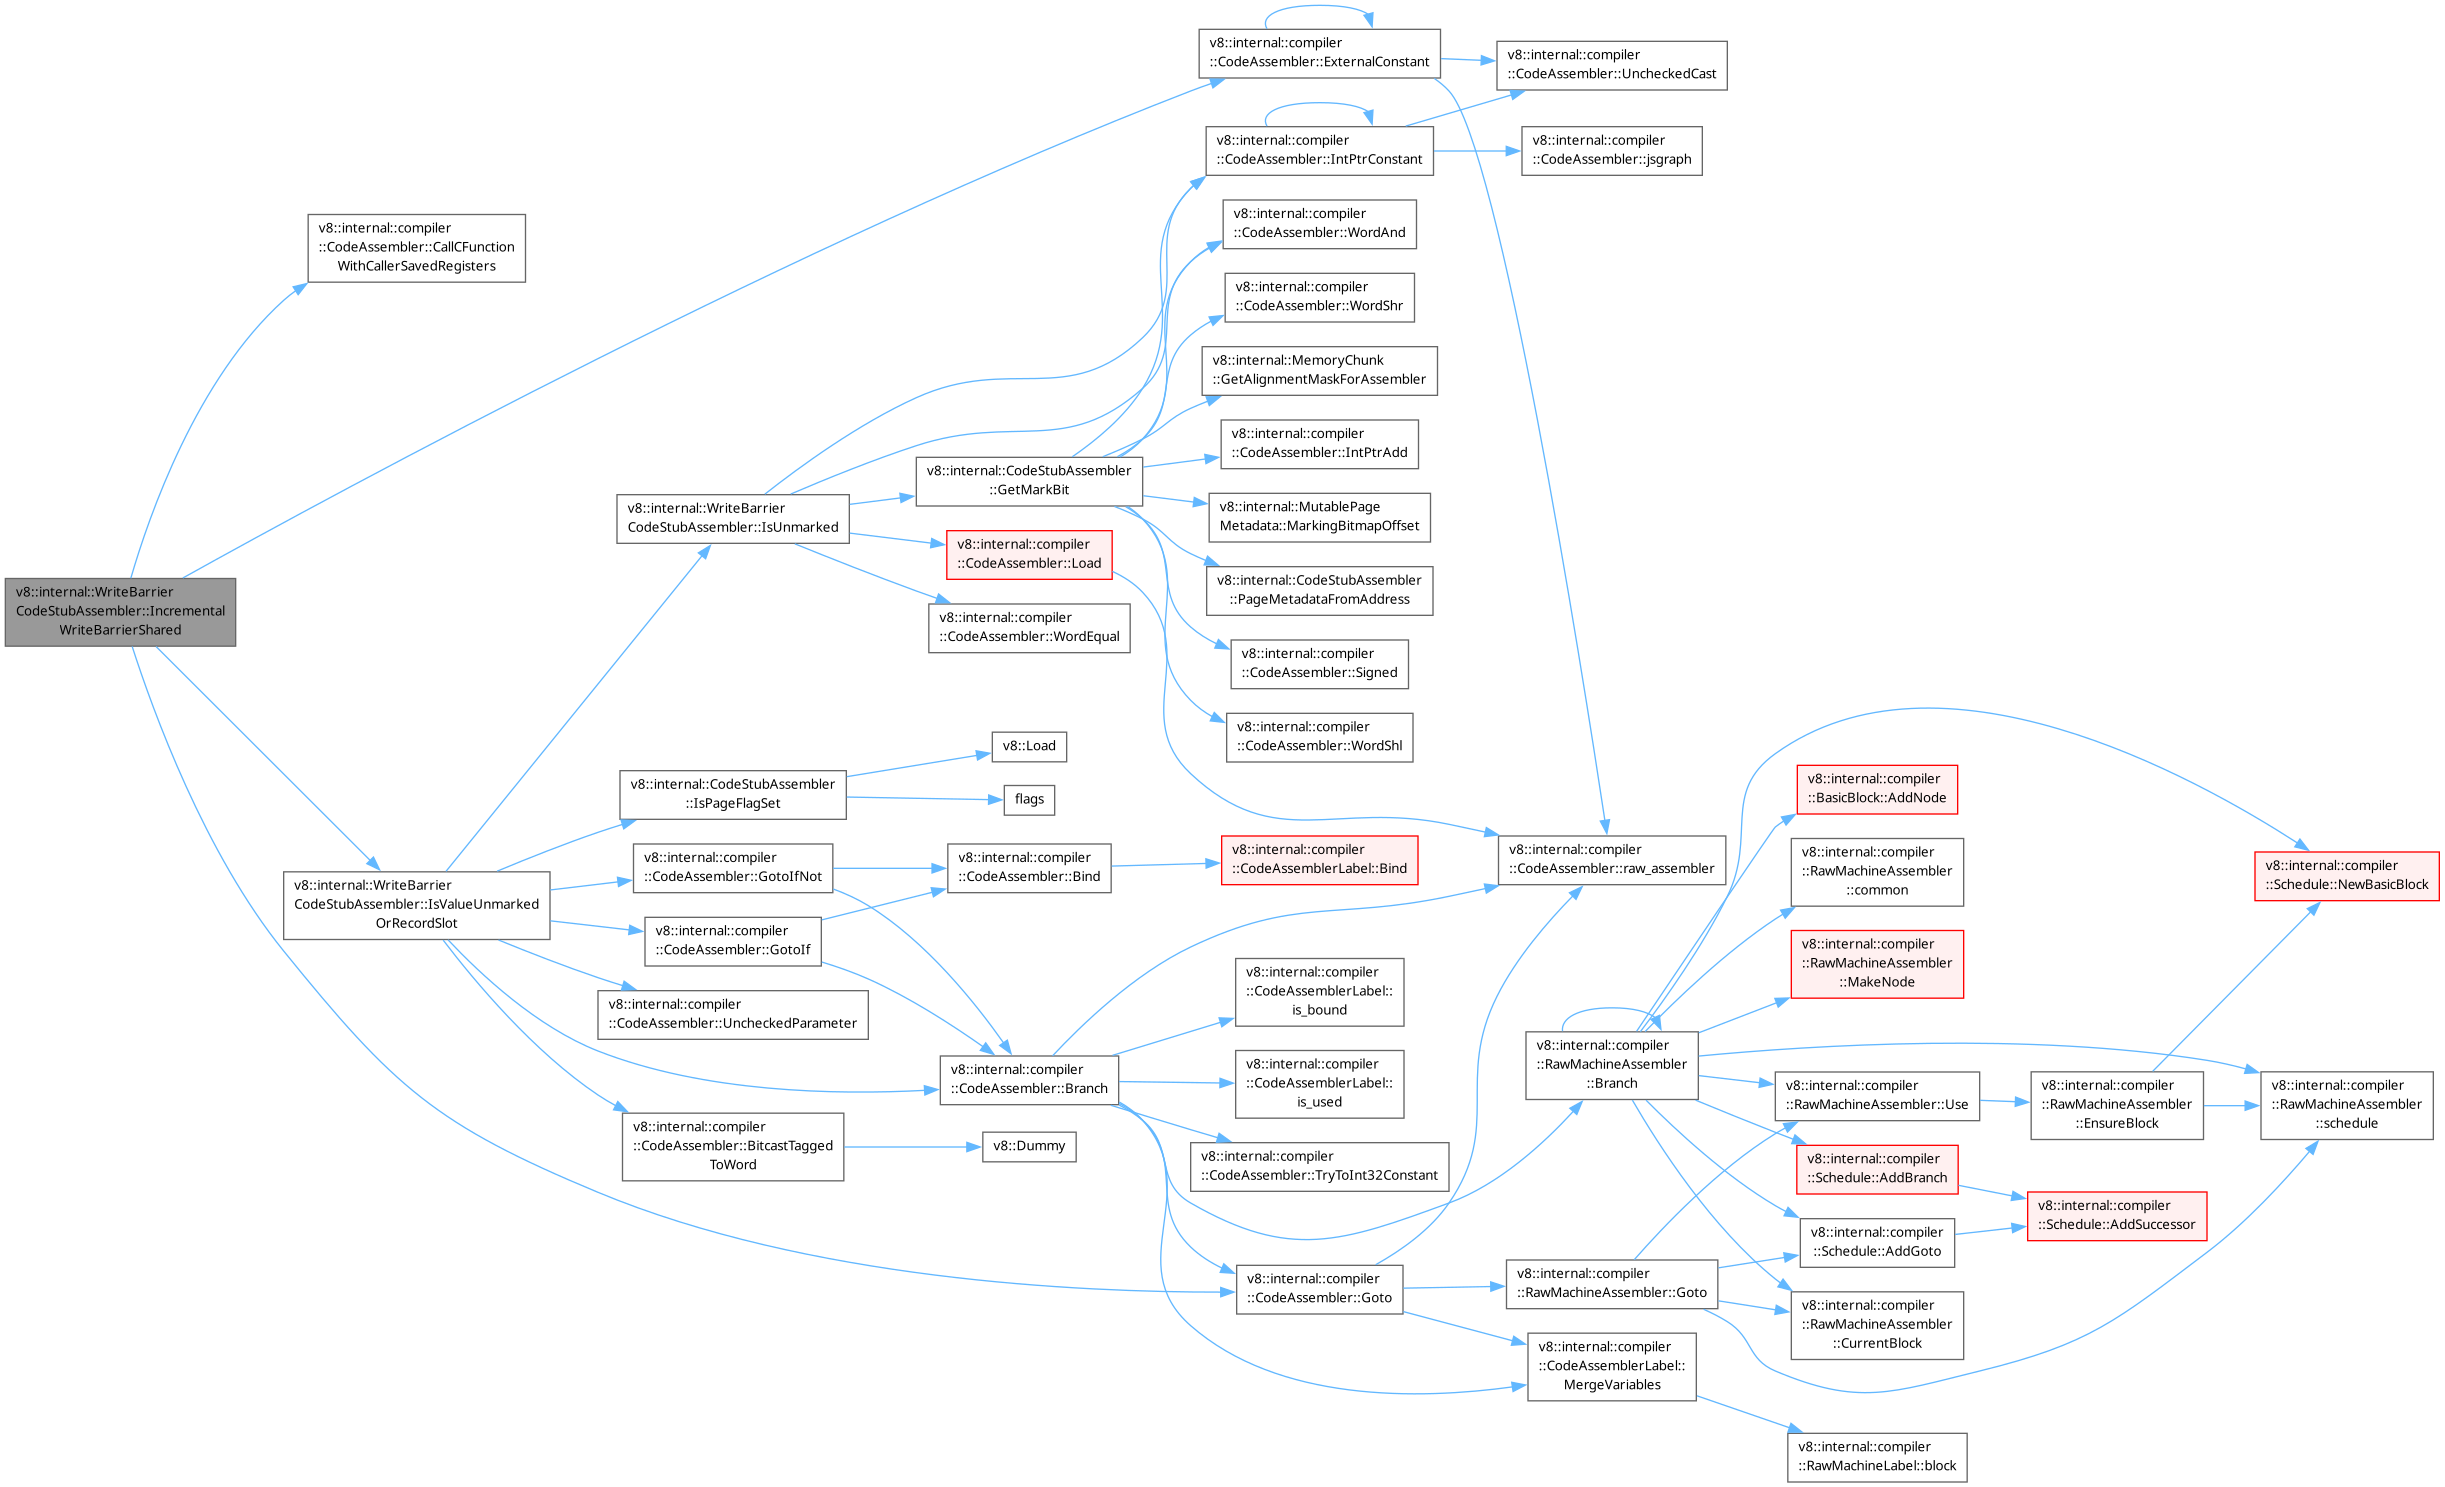 v8::internal::WriteBarrier
CodeStubAssembler::Incremental
WriteBarrierShared
v8::internal::compiler
::CodeAssembler::CallCFunction
WithCallerSavedRegisters
v8::internal::WriteBarrier
CodeStubAssembler::IsValueUnmarked
OrRecordSlot
v8::internal::WriteBarrier
CodeStubAssembler::IsUnmarked
v8::internal::CodeStubAssembler
::IsPageFlagSet
v8::internal::compiler
::CodeAssembler::GotoIfNot
v8::internal::compiler
::CodeAssembler::GotoIf
v8::internal::compiler
::CodeAssembler::UncheckedParameter
v8::internal::compiler
::CodeAssembler::BitcastTagged
ToWord
v8::internal::CodeStubAssembler
::GetMarkBit
v8::internal::compiler
::CodeAssembler::Load
v8::internal::compiler
::CodeAssembler::WordEqual
v8::Load
flags
v8::internal::compiler
::CodeAssembler::Bind
v8::internal::compiler
::CodeAssembler::Branch
v8::Dummy
v8::internal::compiler
::CodeAssembler::ExternalConstant
v8::internal::compiler
::CodeAssembler::IntPtrConstant
v8::internal::compiler
::CodeAssembler::WordAnd
v8::internal::compiler
::CodeAssembler::WordShr
v8::internal::MemoryChunk
::GetAlignmentMaskForAssembler
v8::internal::compiler
::CodeAssembler::IntPtrAdd
v8::internal::MutablePage
Metadata::MarkingBitmapOffset
v8::internal::CodeStubAssembler
::PageMetadataFromAddress
v8::internal::compiler
::CodeAssembler::Signed
v8::internal::compiler
::CodeAssembler::WordShl
v8::internal::compiler
::CodeAssemblerLabel::Bind
v8::internal::compiler
::CodeAssemblerLabel::
is_bound
v8::internal::compiler
::CodeAssemblerLabel::
is_used
v8::internal::compiler
::CodeAssembler::TryToInt32Constant
v8::internal::compiler
::CodeAssembler::Goto
v8::internal::compiler
::CodeAssembler::UncheckedCast
v8::internal::compiler
::CodeAssembler::jsgraph
v8::internal::compiler
::CodeAssembler::raw_assembler
v8::internal::compiler
::RawMachineAssembler
::Branch
v8::internal::compiler
::RawMachineAssembler::Goto
v8::internal::compiler
::CodeAssemblerLabel::
MergeVariables
v8::internal::compiler
::BasicBlock::AddNode
v8::internal::compiler
::RawMachineAssembler
::common
v8::internal::compiler
::RawMachineAssembler
::MakeNode
v8::internal::compiler
::RawMachineAssembler::Use
v8::internal::compiler
::Schedule::AddBranch
v8::internal::compiler
::Schedule::AddGoto
v8::internal::compiler
::RawMachineAssembler
::CurrentBlock
v8::internal::compiler
::RawMachineLabel::block
v8::internal::compiler
::RawMachineAssembler
::EnsureBlock
v8::internal::compiler
::Schedule::AddSuccessor
v8::internal::compiler
::Schedule::NewBasicBlock
v8::internal::compiler
::RawMachineAssembler
::schedule